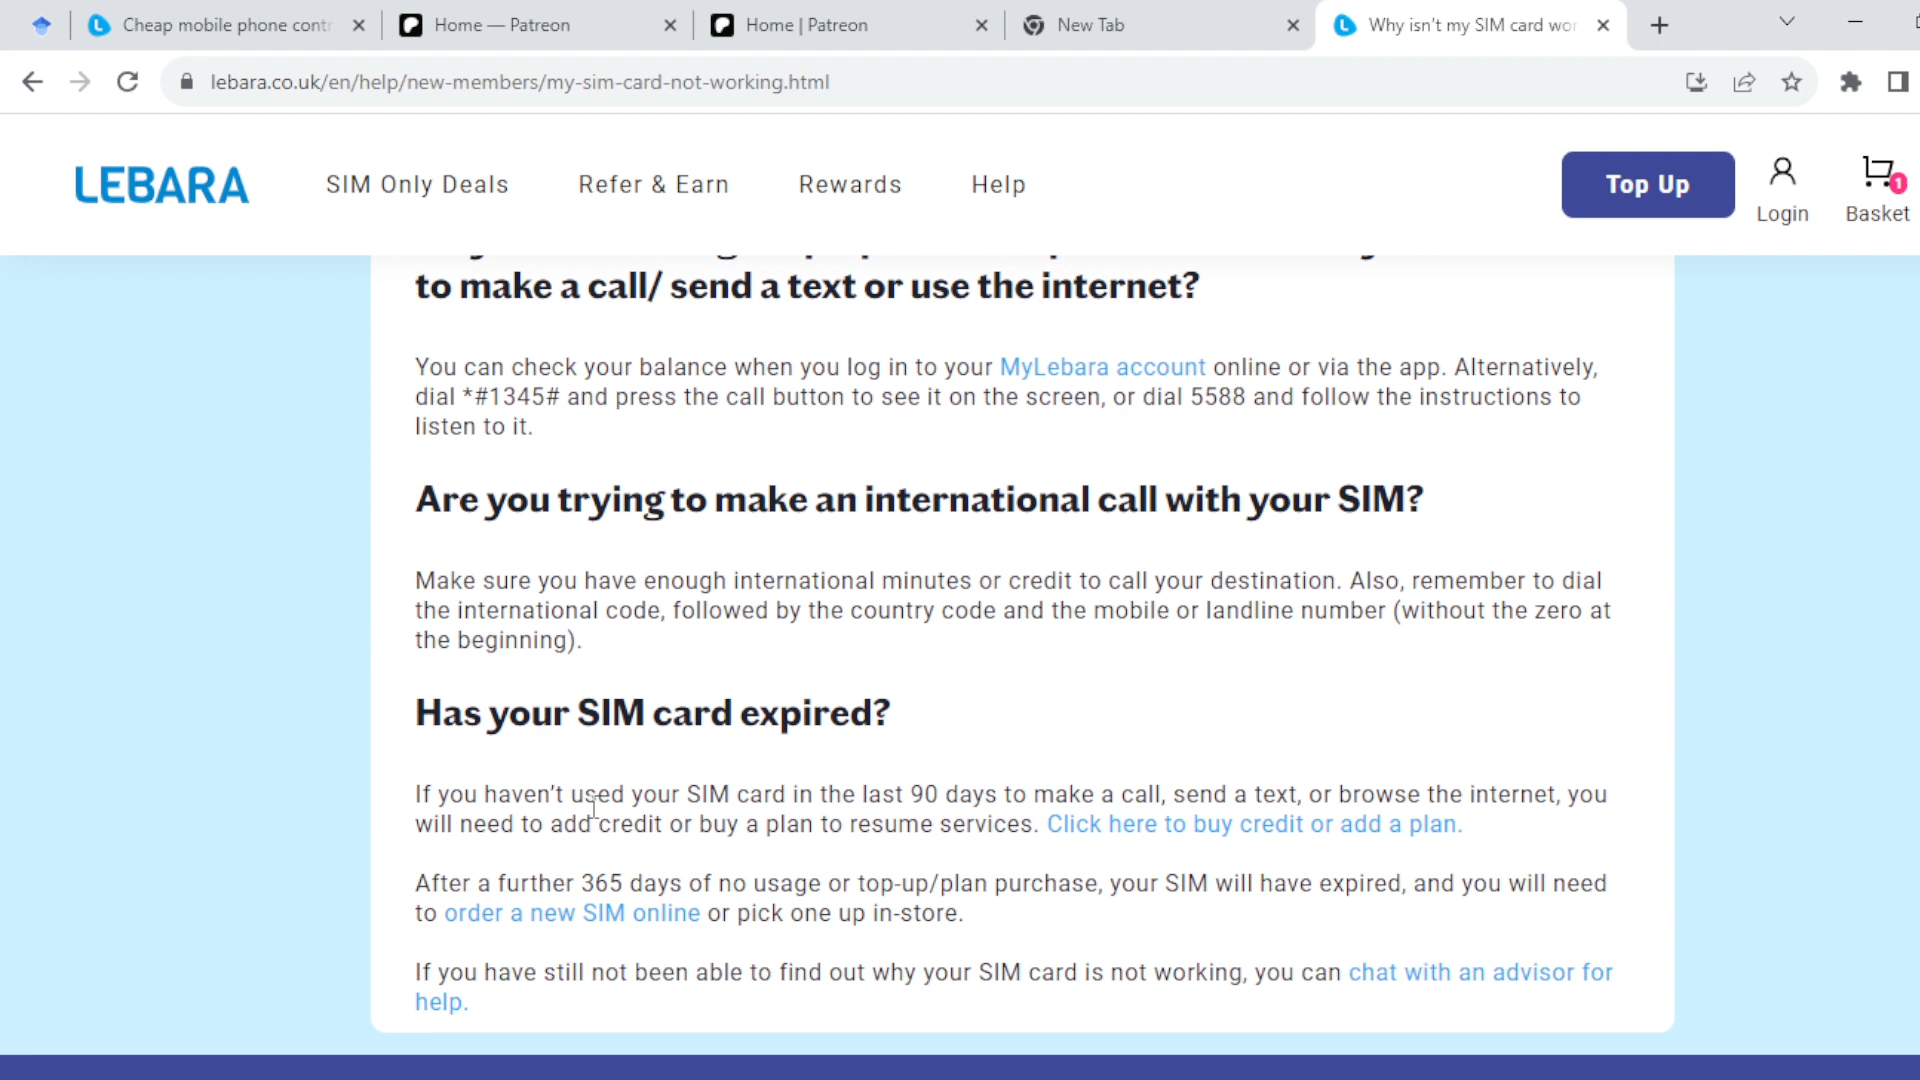 Cheap mobile phone contr
Home — Patreon
Home | Patreon
New Tab
Why isn't my SIM card wor
lebara.co.uk/en/help/new-members/my-sim-card-not-working.html
LEBARA
SIM Only Deals
Refer & Earn
Rewards
Help
Top Up
Login
1
Basket
to make a call/ send a text or use the internet?
You can check your balance when you log in to your MyLebara account online or via the app. Alternatively,
dial *#1345# and press the call button to see it on the screen, or dial 5588 and follow the instructions to
listen to it.
Are you trying to make an international call with your SIM?
Make sure you have enough international minutes or credit to call your destination. Also, remember to dial
the international code, followed by the country code and the mobile or landline number (without the zero at
the beginning).
Has your SIM card expired?
If you haven't used your SIM card in the last 90 days to make a call, send a text, or browse the internet, you
will need to add credit or buy a plan to resume services. Click here to buy credit or add a plan.
After a further 365 days of no usage or top-up/plan purchase, your SIM will have expired, and you will need
to order a new SIM online or pick one up in-store.
If you have still not been able to find out why your SIM card is not working, you can chat with an advisor for
help.